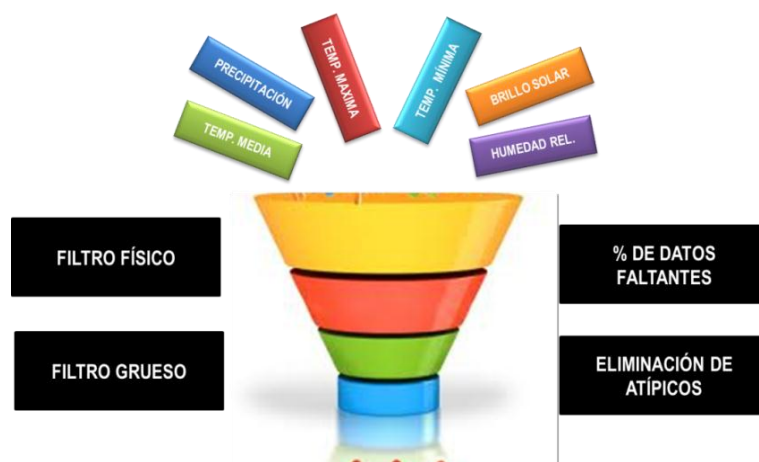 PRECIPITACIÓN
TEMP. MEDIA
TEMP. MAXIMA
TEMP. MÍNIMA
BRILLO SOLAR
HUMEDAD REL.
FILTRO FÍSICO
% DE DATOS
FALTANTES
FILTRO GRUESO
ELIMINACIÓN DE
ATÍPICOS